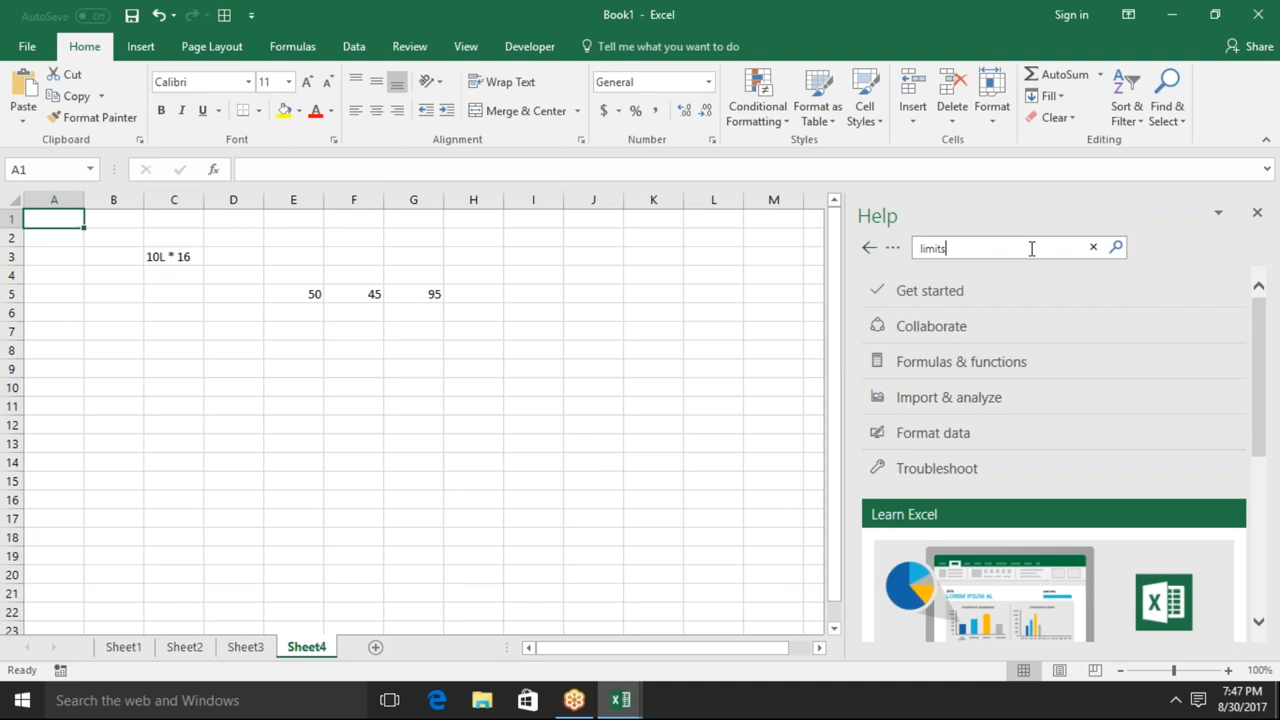 AutoSave Off
Book1 - Excel
Sign in
File Home Insert Page Layout Formulas Data Review View Developer Tell me what you want to do Share
Paste
Cut
Copy
Format Painter
Clipboard
Calibri 11
B I U
Font
Wrap Text
Merge & Center
Alignment
General
$ % ,
Number
Conditional Formatting
Format as Table
Cell Styles
Styles
Insert
Delete
Format
Cells
AutoSum
Fill
Clear
Sort & Filter
Find & Select
Editing
A1
fx
A B C D E F G H I J K L M
1
2
3 10L * 16
4
5 50 45 95
6
7
8
9
10
11
12
13
14
15
16
17
18
19
20
21
22
23
Help
limits
Get started
Collaborate
Formulas & functions
Import & analyze
Format data
Troubleshoot
Learn Excel
LOREM IPSUM AL
Sheet1 Sheet2 Sheet3 Sheet4
Ready
100%
Search the web and Windows
7:47 PM
8/30/2017